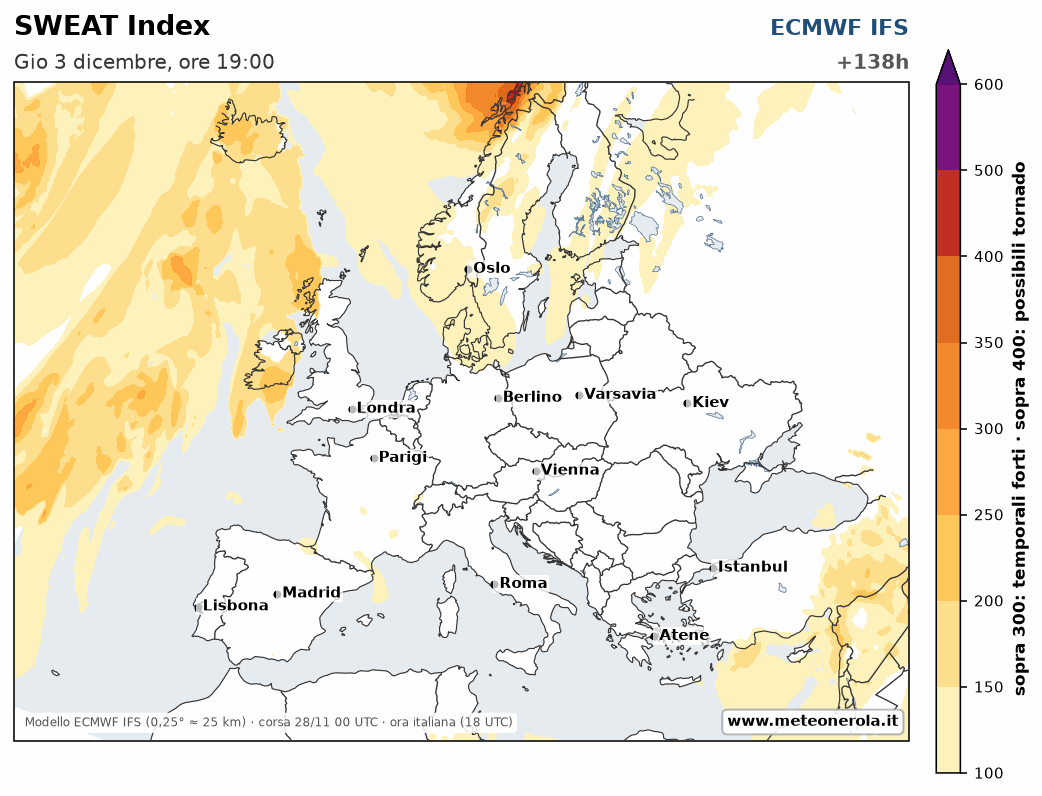 SWEAT Index
ECMWF IFS
Gio 3 dicembre, ore 19:00
+138h
Oslo
Londra
Berlino
Varsavia
Kiev
Parigi
Vienna
Istanbul
Roma
Madrid
Lisbona
Atene
Modello ECMWF IFS (0,25° ≈ 25 km) · corsa 28/11 00 UTC · ora italiana (18 UTC)
www.meteonerola.it
600
500
400
350
300
250
200
150
100
sopra 300: temporali forti · sopra 400: possibili tornado